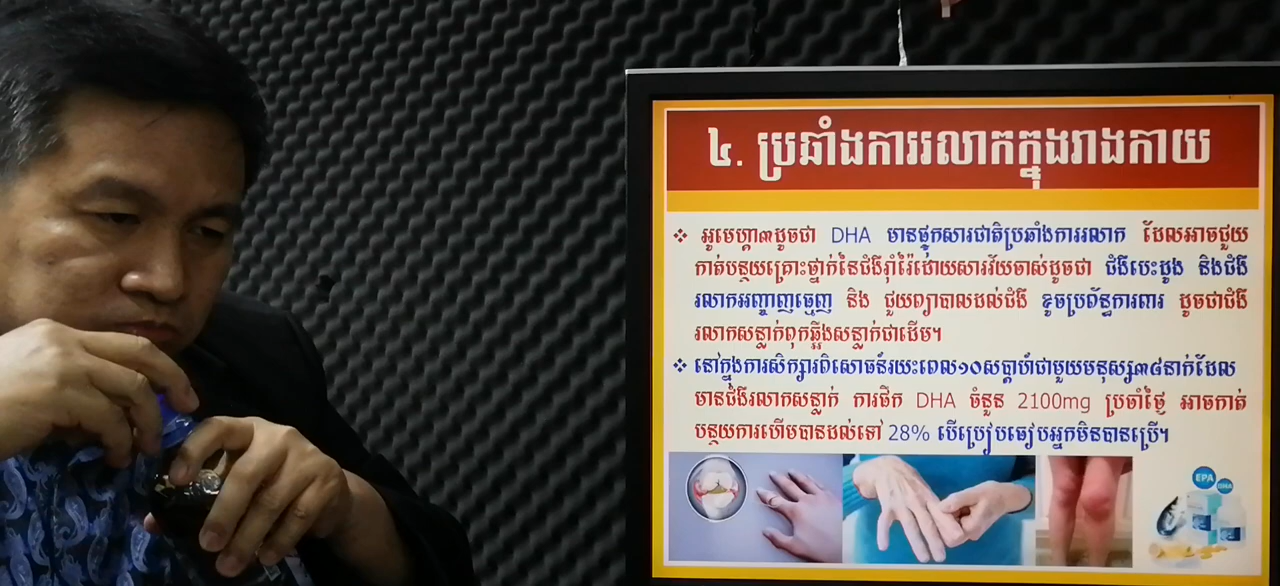 ៤. ប្រឆាំងការរលាកក្នុងរាងកាយ
❖ អូមេហ្គា៣ដូចជា DHA មានផ្ទុកសារជាតិប្រឆាំងការរលាក ដែលអាចជួយ
កាត់បន្ថយគ្រោះថ្នាក់នៃជំងឺរ៉ាំរ៉ៃដោយសារវ័យចាស់ដូចជា ជំងឺបេះដូង និងជំងឺ
រលាកអញ្ចាញធ្មេញ និង ជួយព្យាបាលដល់ជំងឺ ខូចប្រព័ន្ធការពារ ដូចជាជំងឺ
រលាកសន្លាក់ពុកឆ្អឹងសន្លាក់ជាដើម។
❖ នៅក្នុងការសិក្សារពិសោធន៍រយះពេល១០សប្តាហ៍ជាមួយមនុស្ស៣៨នាក់ដែល
មានជំងឺរលាកសន្លាក់ ការផឹក DHA ចំនួន 2100mg ប្រចាំថ្ងៃ អាចកាត់
បន្ថយការហើមបានដល់ទៅ 28% បើប្រៀបធៀបអ្នកមិនបានប្រើ។
EPA
DHA